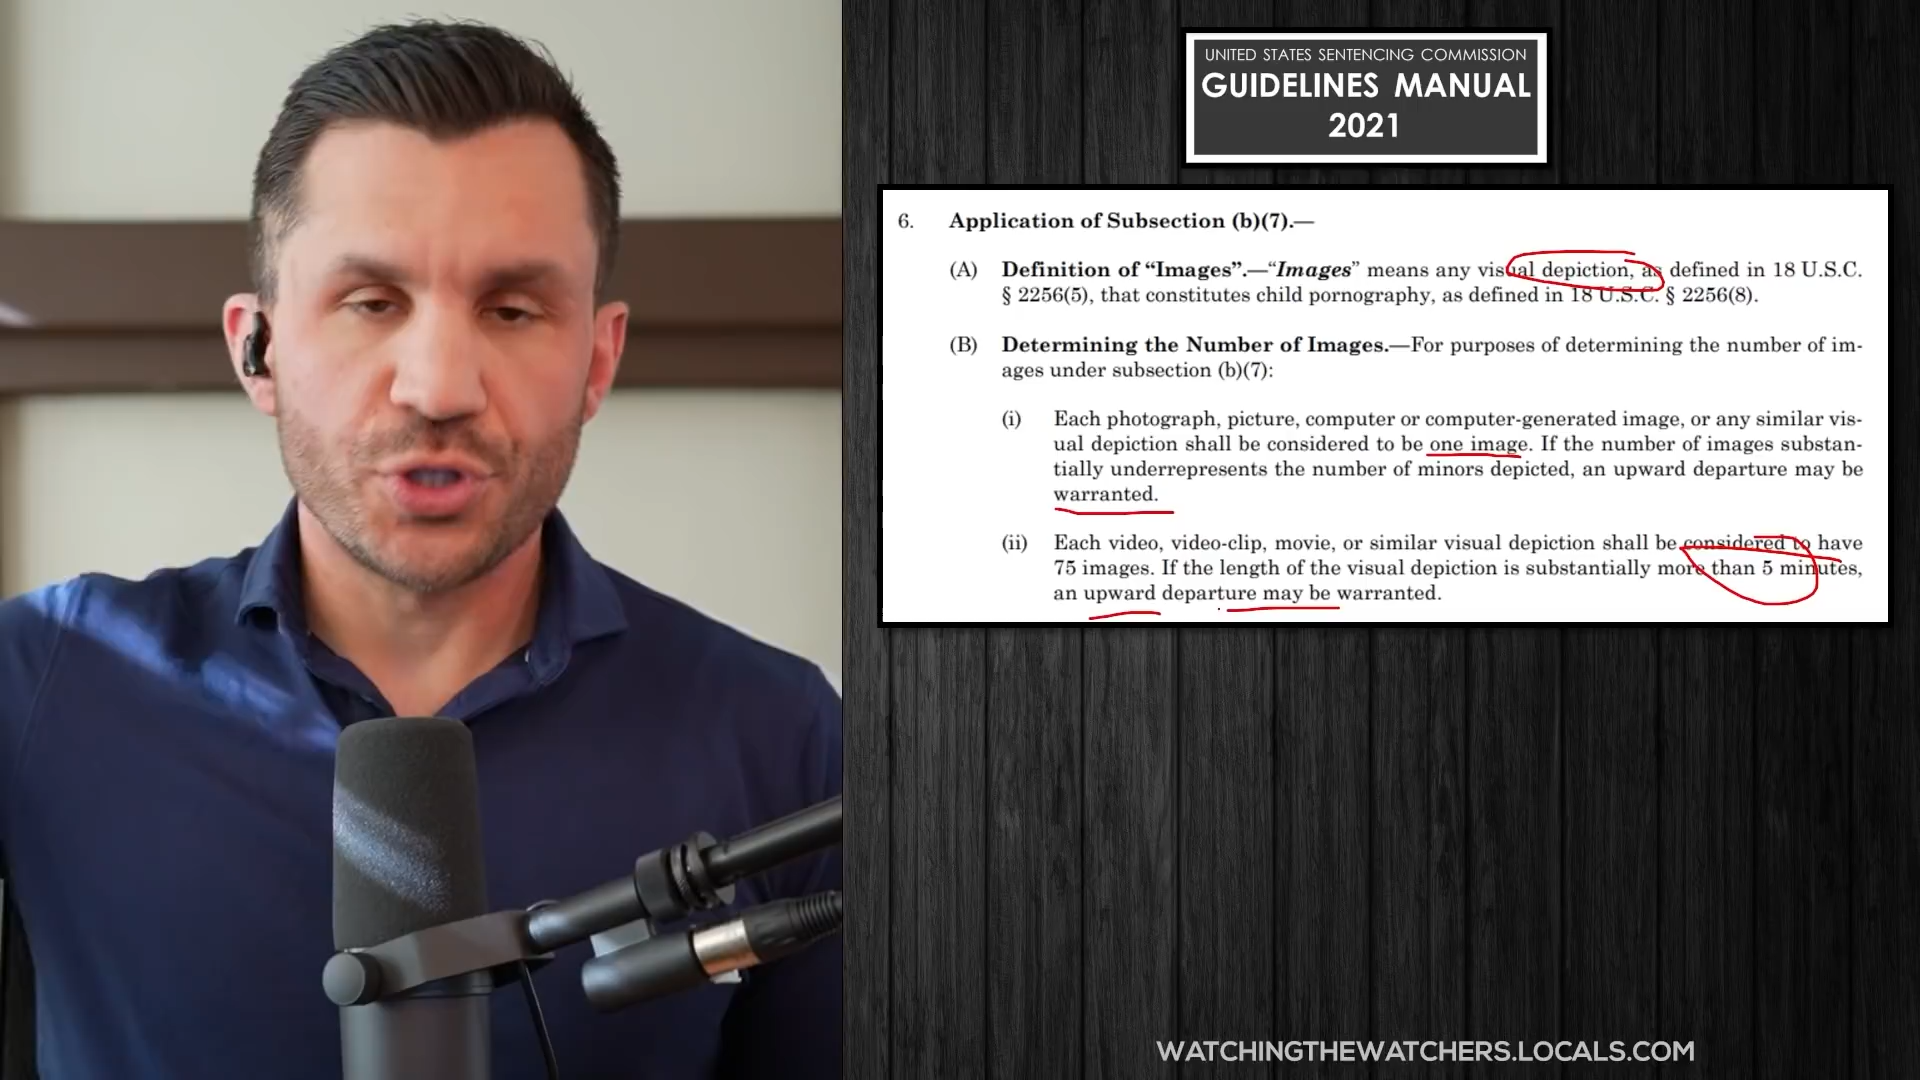 UNITED STATES SENTENCING COMMISSION
GUIDELINES MANUAL
2021
6. Application of Subsection (b)(7).—
(A) Definition of “Images”.—“Images” means any visual depiction, as defined in 18 U.S.C.
§ 2256(5), that constitutes child pornography, as defined in 18 U.S.C. § 2256(8).
(B) Determining the Number of Images.—For purposes of determining the number of im-
ages under subsection (b)(7):
(i) Each photograph, picture, computer or computer-generated image, or any similar vis-
ual depiction shall be considered to be one image. If the number of images substan-
tially underrepresents the number of minors depicted, an upward departure may be
warranted.
(ii) Each video, video-clip, movie, or similar visual depiction shall be considered to have
75 images. If the length of the visual depiction is substantially more than 5 minutes,
an upward departure may be warranted.
WATCHINGTHEWATCHERS.LOCALS.COM